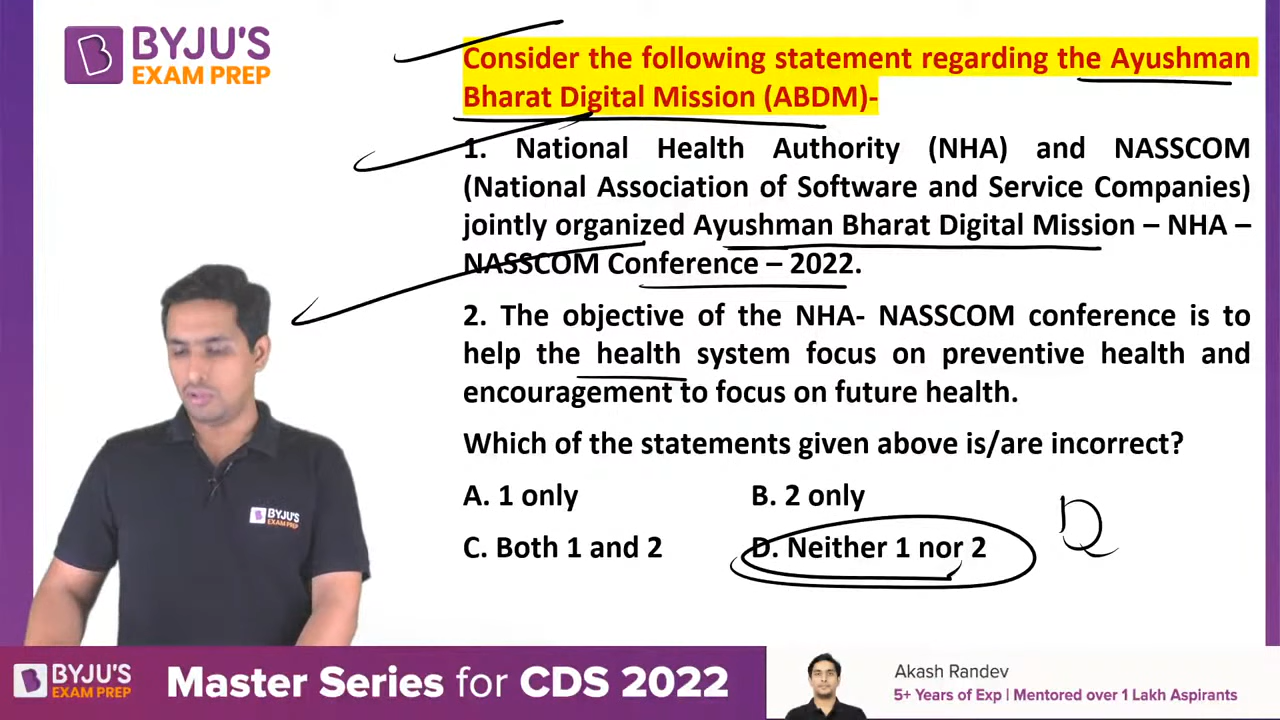 BYJU'S
EXAM PREP
Consider the following statement regarding the Ayushman
Bharat Digital Mission (ABDM)-
1. National Health Authority (NHA) and NASSCOM
(National Association of Software and Service Companies)
jointly organized Ayushman Bharat Digital Mission – NHA –
NASSCOM Conference – 2022.
2. The objective of the NHA- NASSCOM conference is to
help the health system focus on preventive health and
encouragement to focus on future health.
Which of the statements given above is/are incorrect?
A. 1 only
B. 2 only
C. Both 1 and 2
D. Neither 1 nor 2
D
BYJU'S
EXAM PREP
BYJU'S
EXAM PREP
Master Series for CDS 2022
Akash Randev
5+ Years of Exp | Mentored over 1 Lakh Aspirants